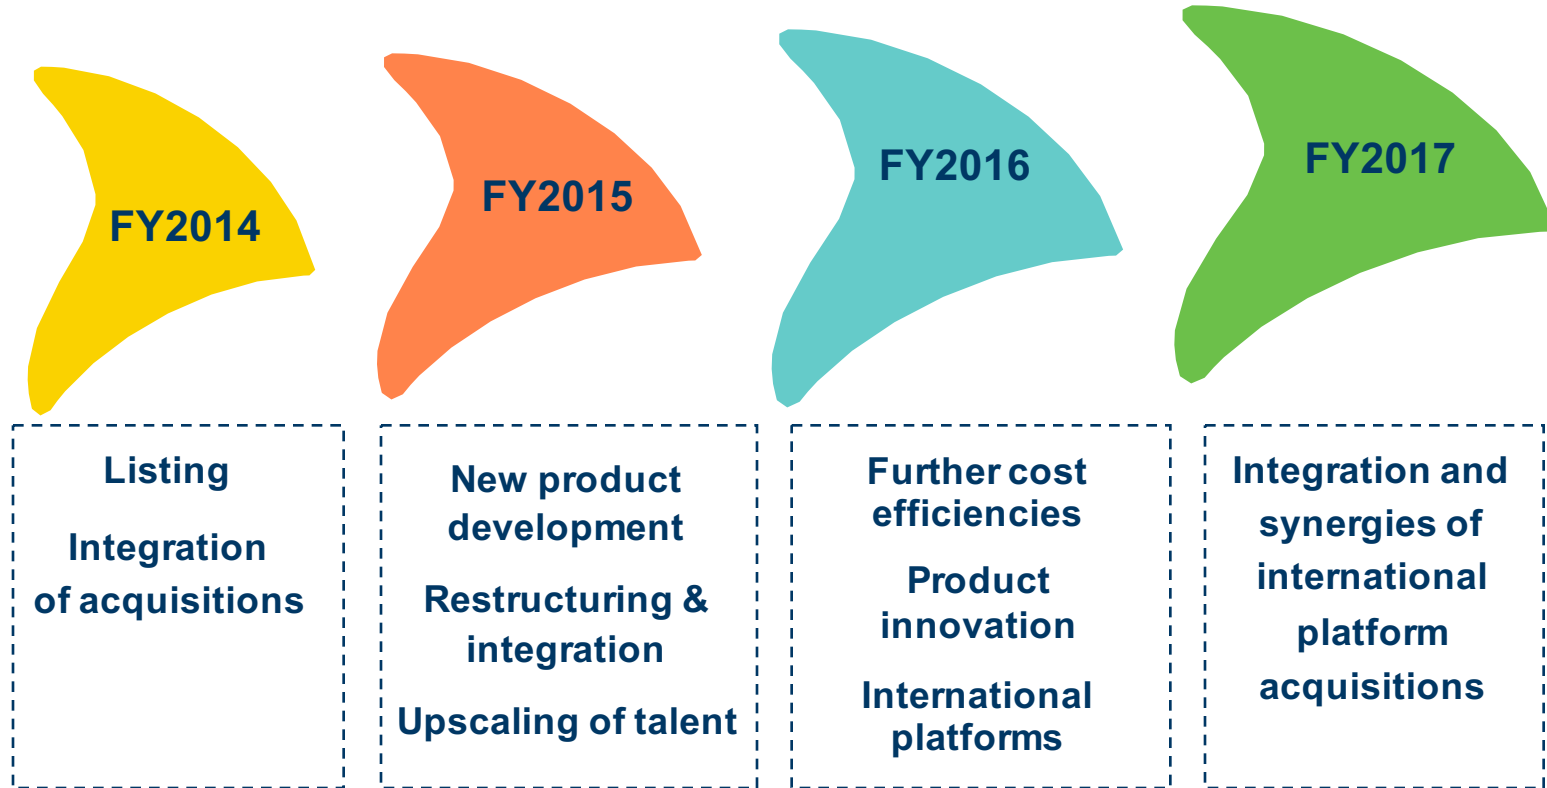 FY2014
FY2015
FY2016
FY2017
Listing
Integration
of acquisitions
New product
development
Restructuring &
integration
Upscaling of talent
Further cost
efficiencies
Product
innovation
International
platforms
Integration and
synergies of
international
platform
acquisitions